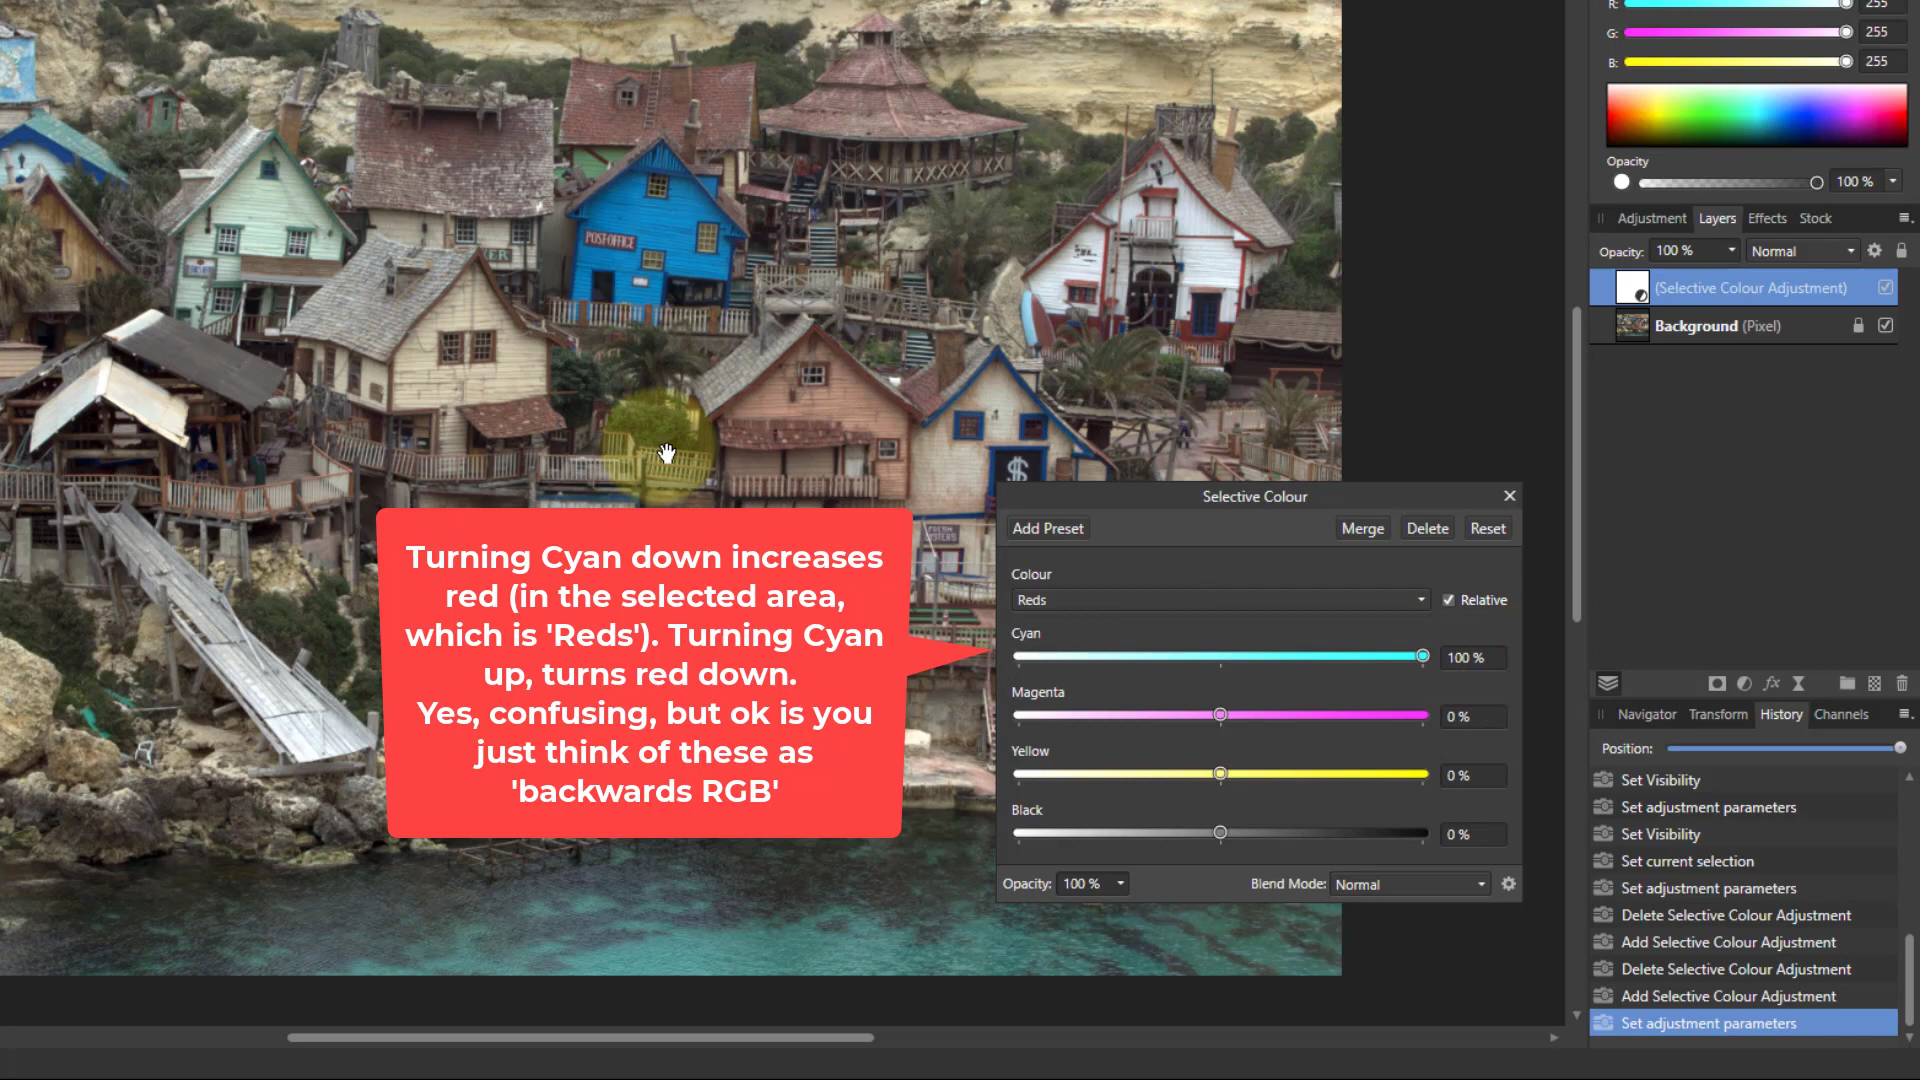 R:
255
G:
255
B:
255
Opacity
100 %
Adjustment Layers Effects Stock
Opacity: 100 % Normal
(Selective Colour Adjustment)
Background (Pixel)
POST-OFFICE
$
Turning Cyan down increases
red (in the selected area,
which is 'Reds'). Turning Cyan
up, turns red down.
Yes, confusing, but ok is you
just think of these as
'backwards RGB'
Selective Colour
Add Preset Merge Delete Reset
Colour
Reds Relative
Cyan
100 %
Magenta
0 %
Yellow
0 %
Black
0 %
Opacity: 100 % Blend Mode: Normal
fx
Navigator Transform History Channels
Position:
Set Visibility
Set adjustment parameters
Set Visibility
Set current selection
Set adjustment parameters
Delete Selective Colour Adjustment
Add Selective Colour Adjustment
Delete Selective Colour Adjustment
Add Selective Colour Adjustment
Set adjustment parameters